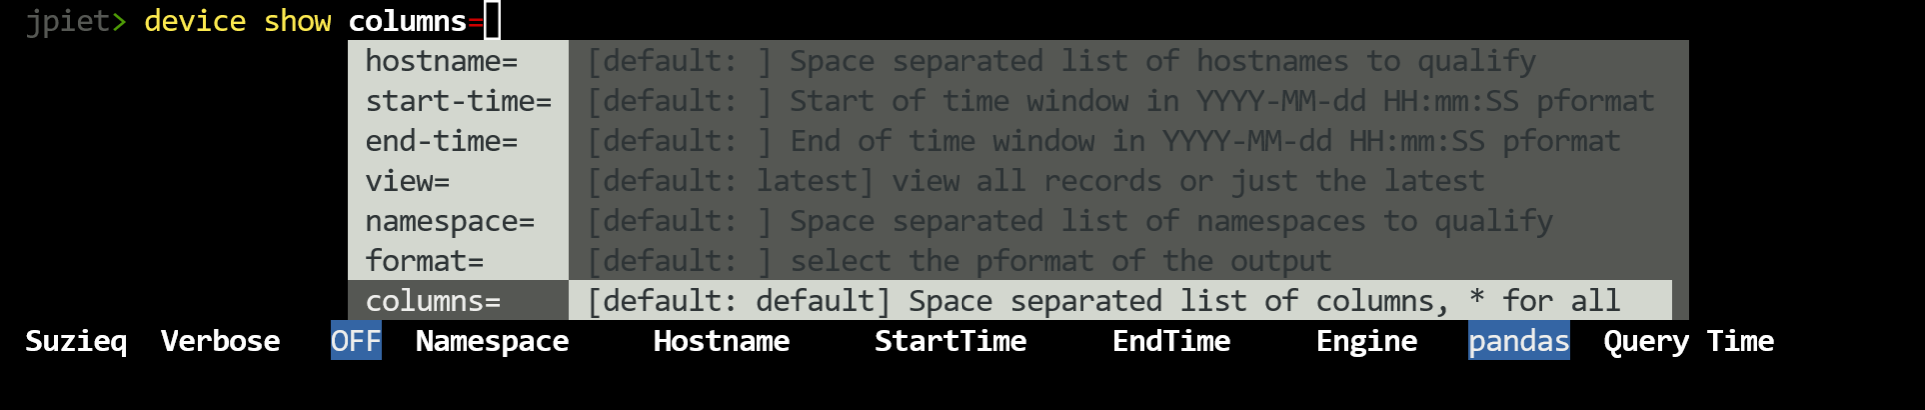 jpiet> device show columns=
hostname= [default: ] Space separated list of hostnames to qualify
start-time= [default: ] Start of time window in YYYY-MM-dd HH:mm:SS pformat
end-time= [default: ] End of time window in YYYY-MM-dd HH:mm:SS pformat
view= [default: latest] view all records or just the latest
namespace= [default: ] Space separated list of namespaces to qualify
format= [default: ] select the pformat of the output
columns= [default: default] Space separated list of columns, * for all
Suzieq Verbose OFF Namespace Hostname StartTime EndTime Engine pandas Query Time